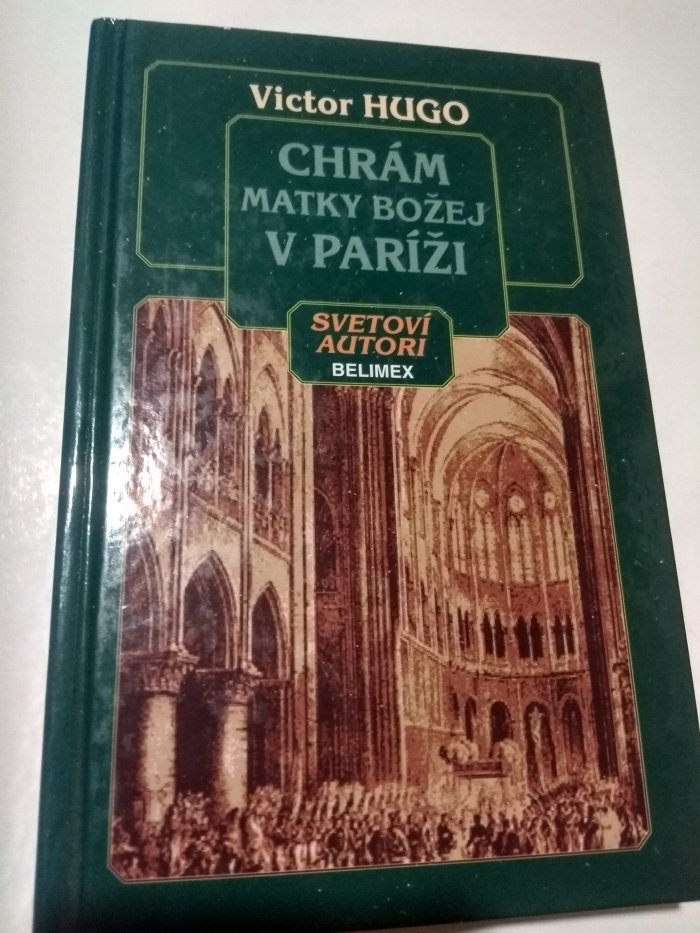 Victor HUGO
CHRÁM
MATKY BOŽEJ
V PARÍŽI
SVETOVÍ
AUTORI
BELIMEX